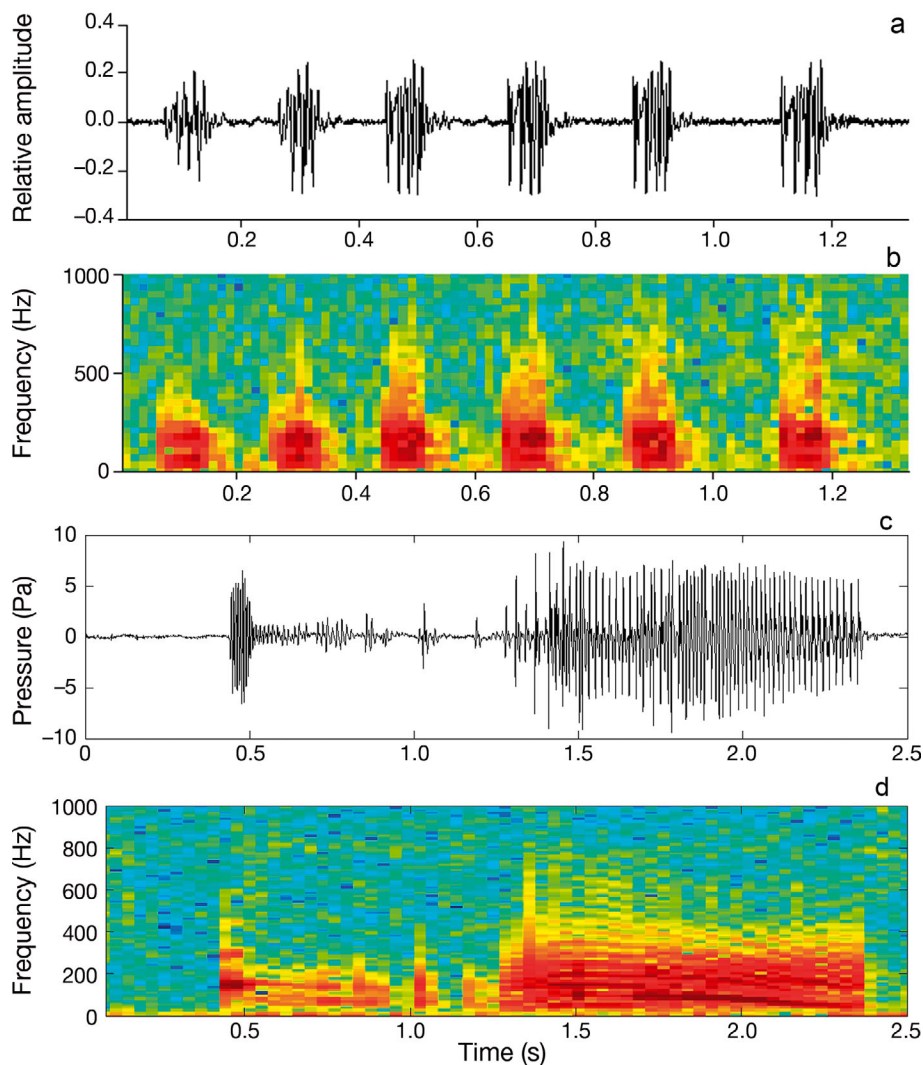 a
Relative amplitude
0.4
0.2
0.0
−0.2
−0.4
0.2 0.4 0.6 0.8 1.0 1.2
b
Frequency (Hz)
1000
500
0
0.2 0.4 0.6 0.8 1.0 1.2
c
Pressure (Pa)
10
5
0
−5
−10
0 0.5 1.0 1.5 2.0 2.5
d
Frequency (Hz)
1000
800
600
400
200
0
0.5 1.0 1.5 2.0 2.5
Time (s)